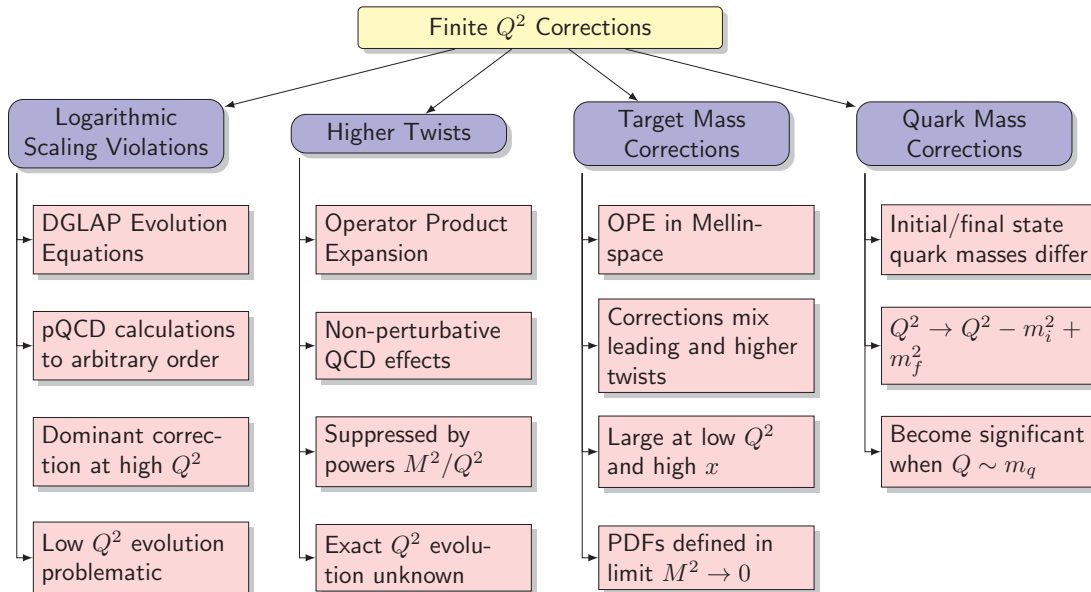 Finite Q² Corrections
Logarithmic
Scaling Violations
Higher Twists
Target Mass
Corrections
Quark Mass
Corrections
DGLAP Evolution
Equations
pQCD calculations
to arbitrary order
Dominant correc-
tion at high Q²
Low Q² evolution
problematic
Operator Product
Expansion
Non-perturbative
QCD effects
Suppressed by
powers M²/Q²
Exact Q² evolu-
tion unknown
OPE in Mellin-
space
Corrections mix
leading and higher
twists
Large at low Q²
and high x
PDFs defined in
limit M² → 0
Initial/final state
quark masses differ
Q² → Q² − m_i² +
m_f²
Become significant
when Q ∼ m_q